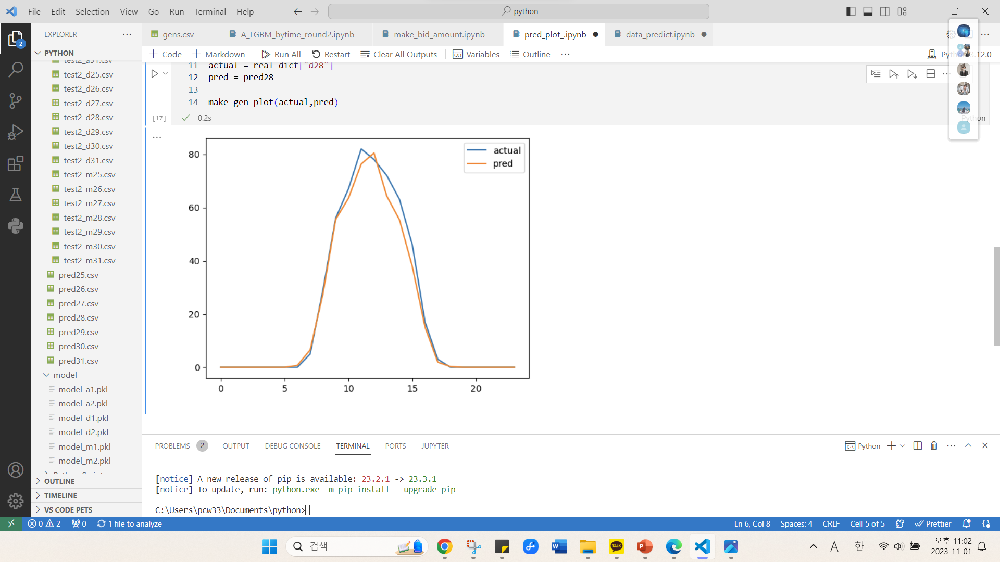 File Edit Selection View Go Run Terminal Help
python
EXPLORER
gens.csv
A_LGBM_bytime_round2.ipynb
make_bid_amount.ipynb
pred_plot_.ipynb
data_predict.ipynb
PYTHON
Code Markdown Run All Restart Clear All Outputs Variables Outline
test2_a31.csv
test2_d25.csv
test2_d26.csv
test2_d27.csv
test2_d28.csv
test2_d29.csv
test2_d30.csv
test2_d31.csv
test2_m25.csv
test2_m26.csv
test2_m27.csv
test2_m28.csv
test2_m29.csv
test2_m30.csv
test2_m31.csv
pred25.csv
pred26.csv
pred27.csv
pred28.csv
pred29.csv
pred30.csv
pred31.csv
model
model_a1.pkl
model_a2.pkl
model_d1.pkl
model_d2.pkl
model_m1.pkl
model_m2.pkl
OUTLINE
TIMELINE
VS CODE PETS
11 actual = real_dict["d28"]
12 pred = pred28
13
14 make_gen_plot(actual,pred)
[17] 0.2s
Python
actual
pred
80
60
40
20
0
0 5 10 15 20
PROBLEMS 2 OUTPUT DEBUG CONSOLE TERMINAL PORTS JUPYTER
Python
[notice] A new release of pip is available: 23.2.1 -> 23.3.1
[notice] To update, run: python.exe -m pip install --upgrade pip
C:\Users\pcw33\Documents\python>
0 2 0 1 file to analyze
Ln 6, Col 8 Spaces: 4 CRLF Cell 5 of 5 Prettier
검색
A 한
오후 11:02
2023-11-01